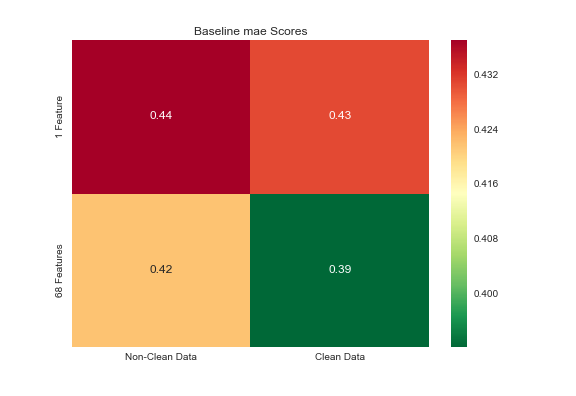 Baseline mae Scores
1 Feature
0.44
0.43
68 Features
0.42
0.39
Non-Clean Data
Clean Data
0.432
0.424
0.416
0.408
0.400